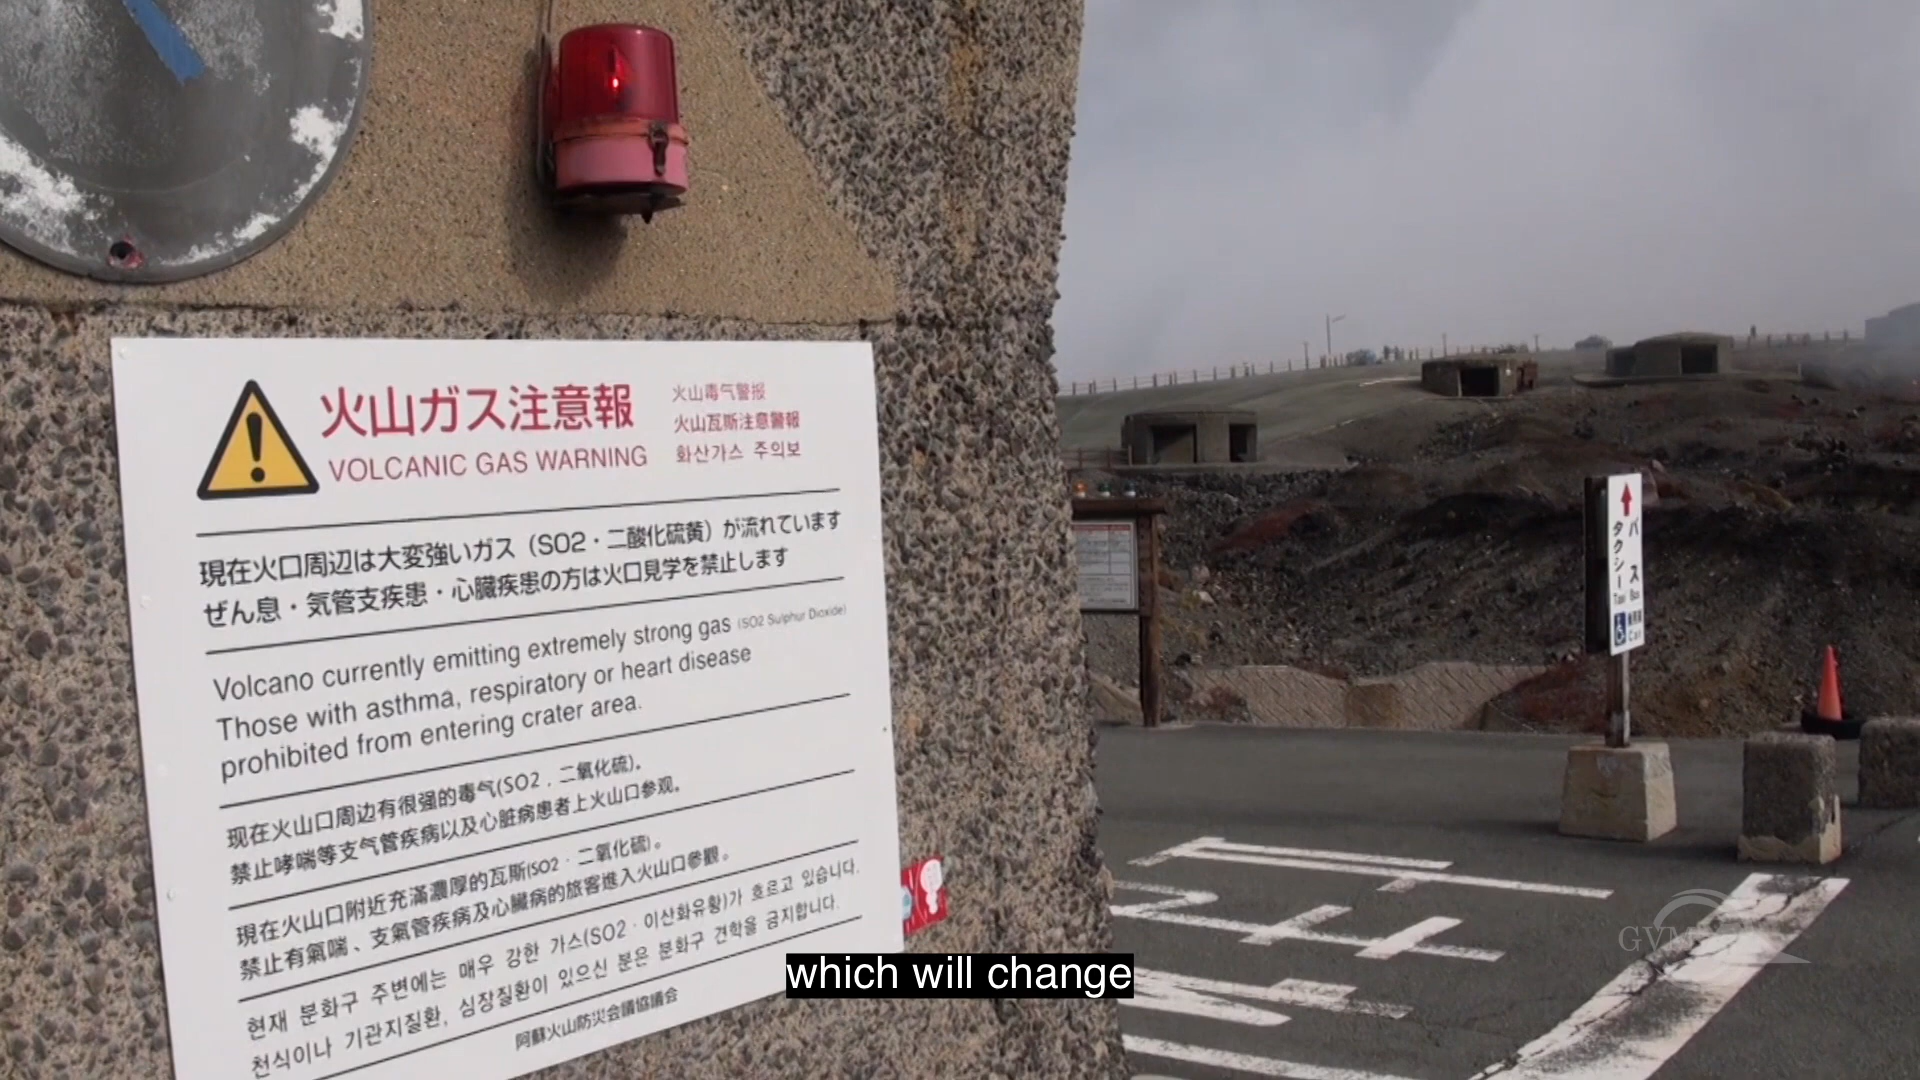 火山ガス注意報
VOLCANIC GAS WARNING
火山毒气警报
火山瓦斯注意警報
화산가스 주의보
現在火口周辺は大変強いガス（SO2・二酸化硫黄）が流れています
ぜん息・気管支疾患・心臓疾患の方は火口見学を禁止します
Volcano currently emitting extremely strong gas (SO2 Sulphur Dioxide)
Those with asthma, respiratory or heart disease
prohibited from entering crater area.
现在火山口周边有很强的毒气(SO2．二氧化硫)。
禁止哮喘等支气管疾病以及心脏病患者上火山口参观。
現在火山口附近充滿濃厚的瓦斯(SO2．二氧化硫)。
禁止有氣喘、支氣管疾病及心臟病的旅客進入火山口參觀。
현재 분화구 주변에는 매우 강한 가스(SO2·이산화유황)가 흐르고 있습니다.
천식이나 기관지질환, 심장질환이 있으신 분은 분화구 견학을 금지합니다.
阿蘇火山防災会議協議会
バス
タクシー
Taxi Bus
Car
which will change